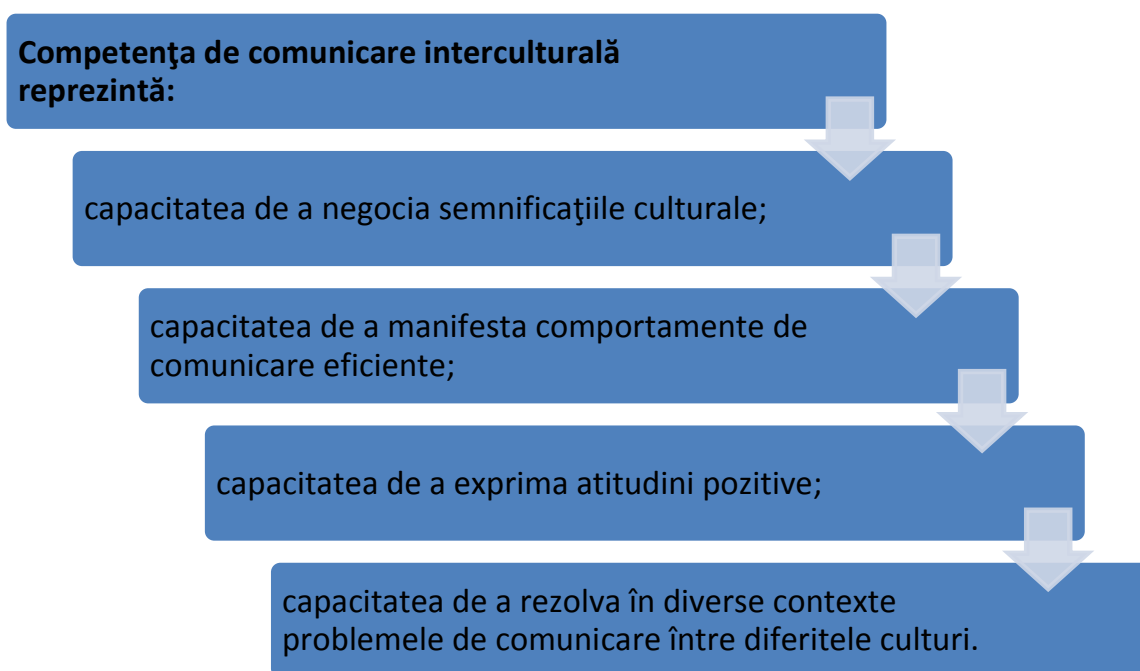 Competenţa de comunicare interculturală
reprezintă:
capacitatea de a negocia semnificaţiile culturale;
capacitatea de a manifesta comportamente de
comunicare eficiente;
capacitatea de a exprima atitudini pozitive;
capacitatea de a rezolva în diverse contexte
problemele de comunicare între diferitele culturi.